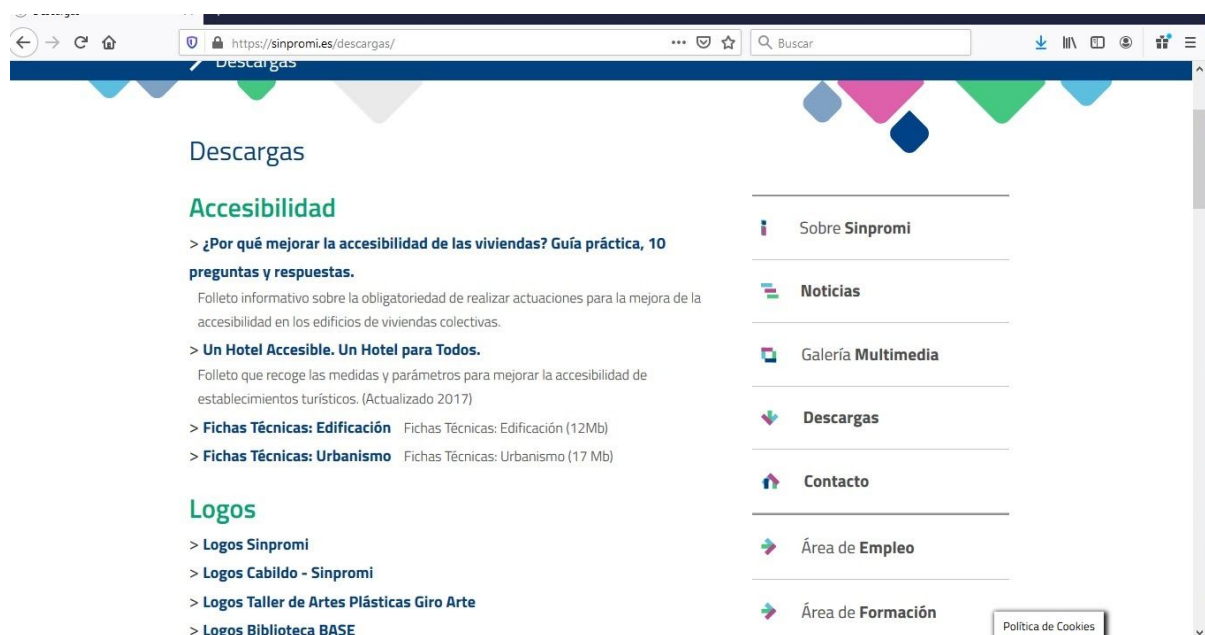 https://sinpromi.es/descargas/
Buscar
Descargas
Descargas
Accesibilidad
> ¿Por qué mejorar la accesibilidad de las viviendas? Guía práctica, 10
preguntas y respuestas.
Folleto informativo sobre la obligatoriedad de realizar actuaciones para la mejora de la
accesibilidad en los edificios de viviendas colectivas.
> Un Hotel Accesible. Un Hotel para Todos.
Folleto que recoge las medidas y parámetros para mejorar la accesibilidad de
establecimientos turísticos. (Actualizado 2017)
> Fichas Técnicas: Edificación Fichas Técnicas: Edificación (12Mb)
> Fichas Técnicas: Urbanismo Fichas Técnicas: Urbanismo (17 Mb)
Logos
> Logos Sinpromi
> Logos Cabildo - Sinpromi
> Logos Taller de Artes Plásticas Giro Arte
> Logos Biblioteca BASE
Sobre Sinpromi
Noticias
Galería Multimedia
Descargas
Contacto
Área de Empleo
Área de Formación
Política de Cookies